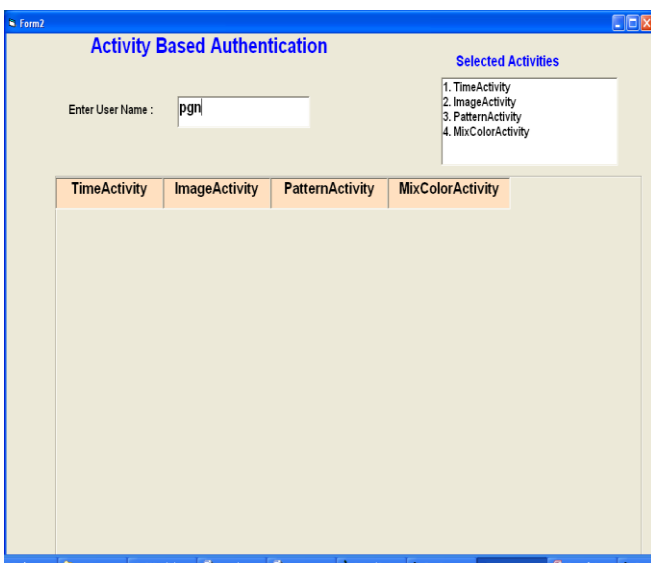 Form2
Activity Based Authentication
Selected Activities
Enter User Name :
pgn
1. TimeActivity
2. ImageActivity
3. PatternActivity
4. MixColorActivity
TimeActivity ImageActivity PatternActivity MixColorActivity